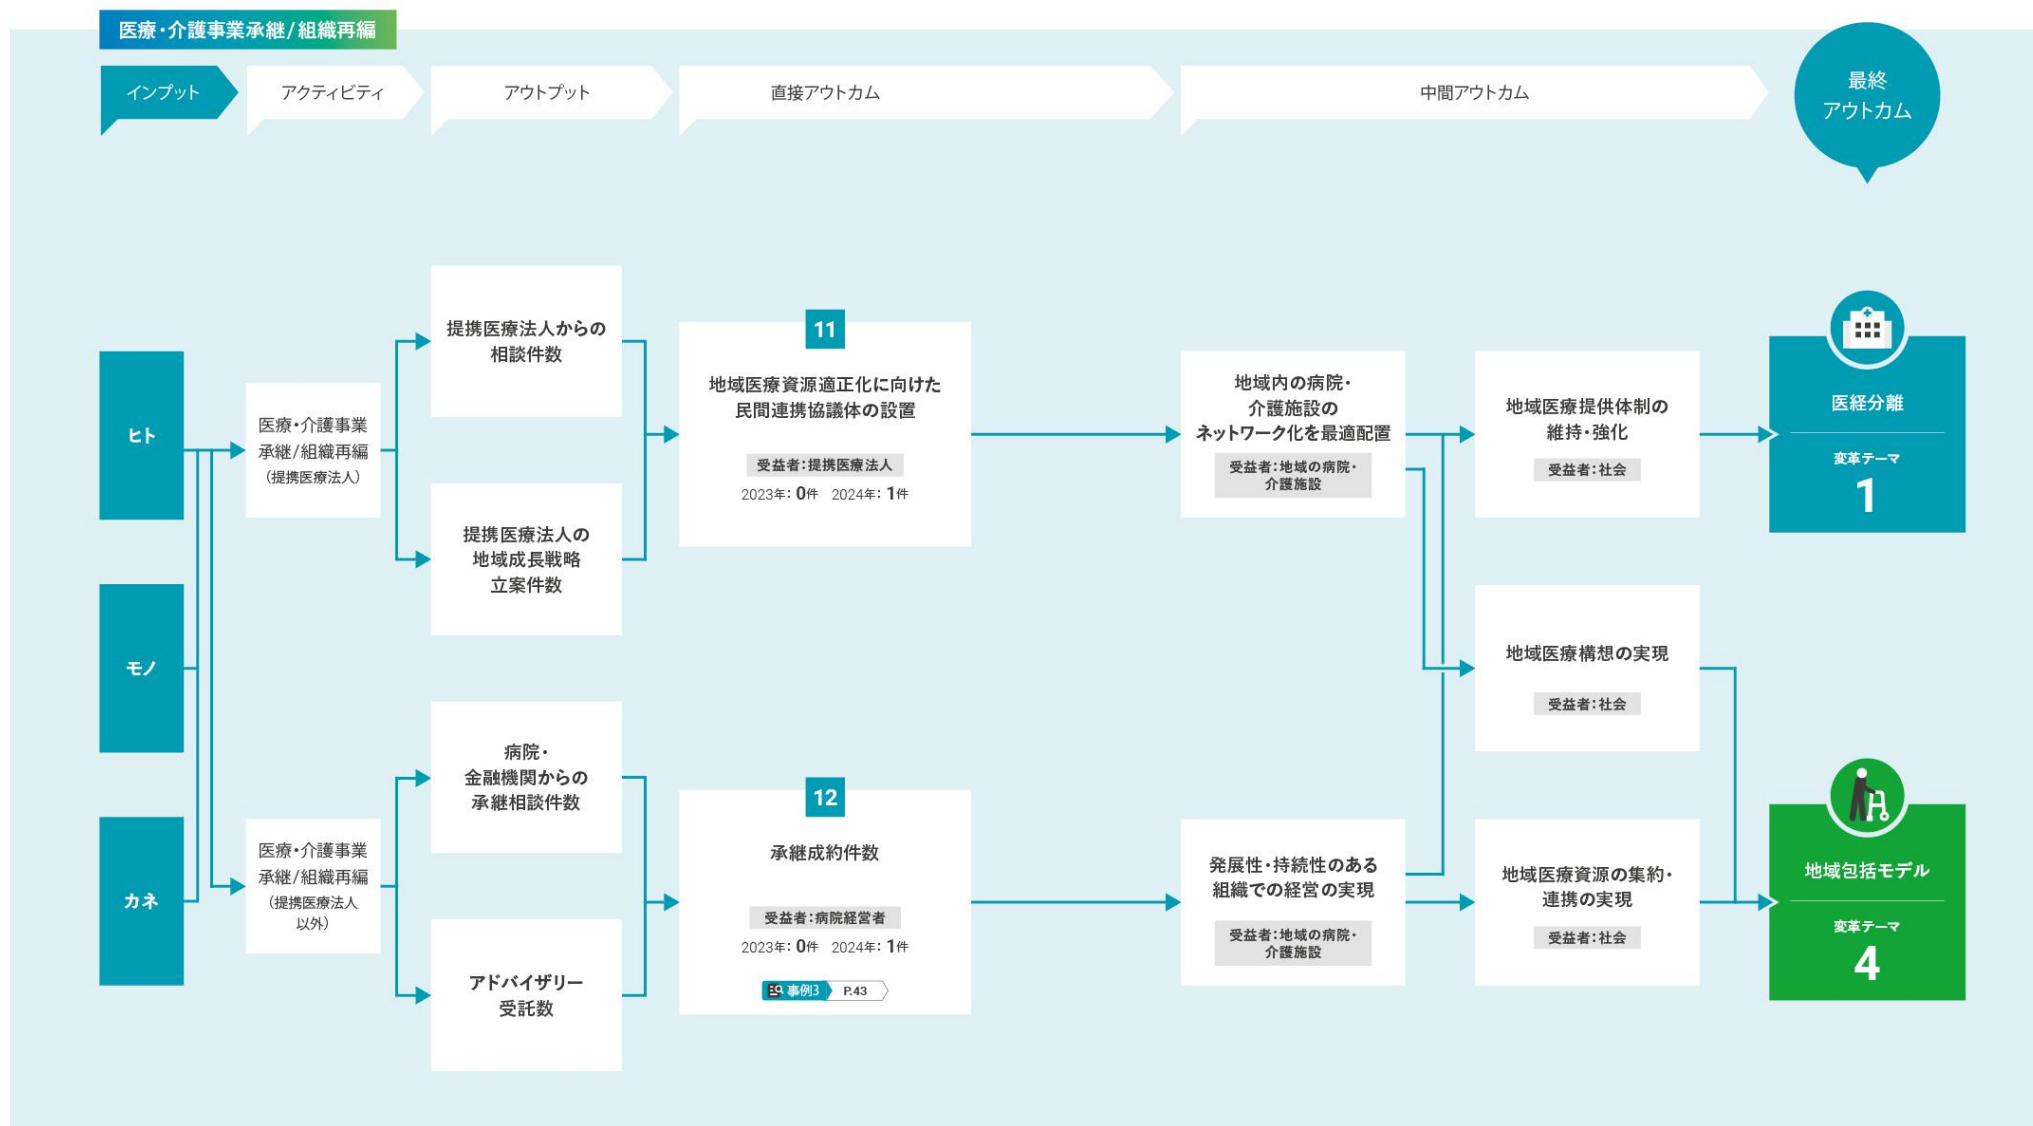 医療・介護事業承継/組織再編
インプット
アクティビティ
アウトプット
直接アウトカム
中間アウトカム
最終
アウトカム
ヒト
モノ
カネ
医療・介護事業
承継/組織再編
（提携医療法人）
医療・介護事業
承継/組織再編
（提携医療法人
以外）
提携医療法人からの
相談件数
提携医療法人の
地域成長戦略
立案件数
病院・
金融機関からの
承継相談件数
アドバイザリー
受託数
11
地域医療資源適正化に向けた
民間連携協議体の設置
受益者：提携医療法人
2023年：0件 2024年：1件
12
承継成約件数
受益者：病院経営者
2023年：0件 2024年：1件
事例3 P.43
地域内の病院・
介護施設の
ネットワーク化を最適配置
受益者：地域の病院・
介護施設
発展性・持続性のある
組織での経営の実現
受益者：地域の病院・
介護施設
地域医療提供体制の
維持・強化
受益者：社会
地域医療構想の実現
受益者：社会
地域医療資源の集約・
連携の実現
受益者：社会
医経分離
変革テーマ
1
地域包括モデル
変革テーマ
4